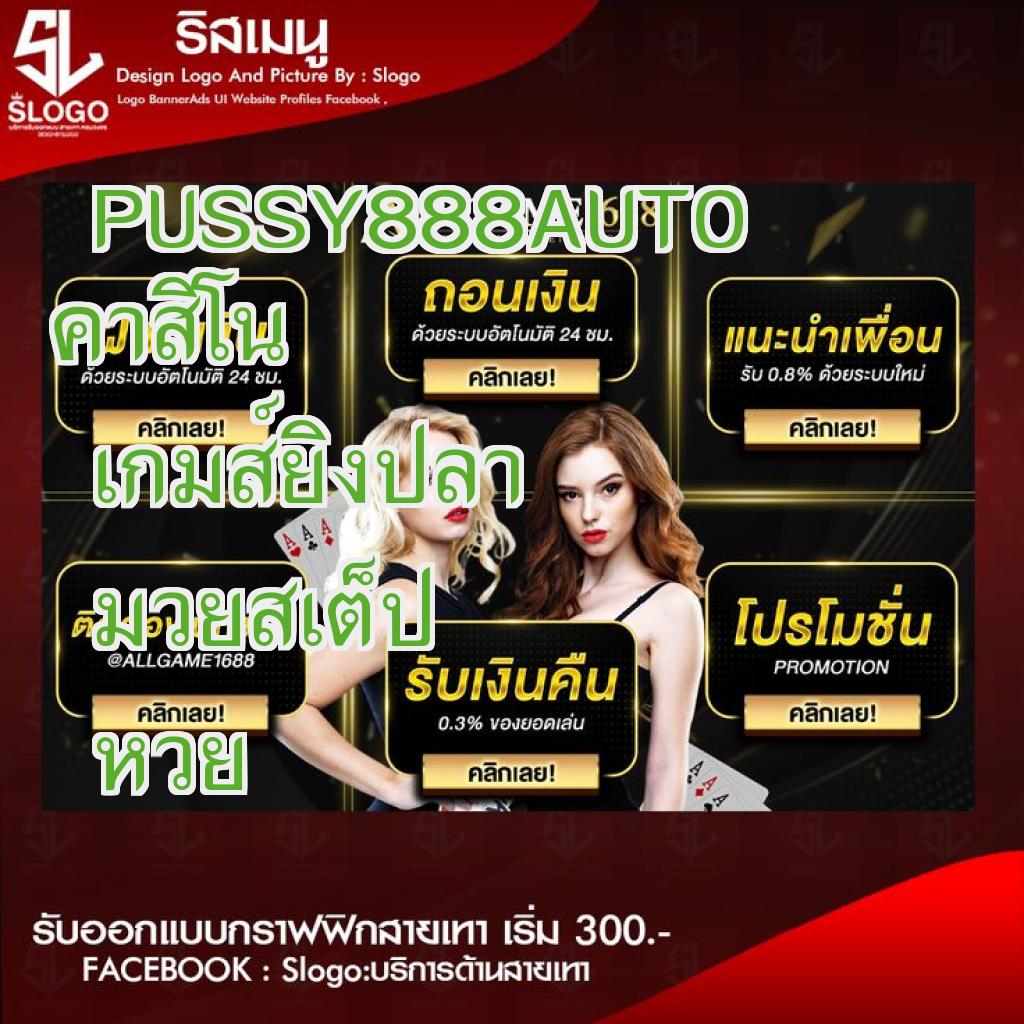 SLOGO
ริสเมนู
Design Logo And Picture By : Slogo
Logo BannerAds UI Website Profiles Facebook .
PUSSY888AUTO
คาสิโน
ด้วยระบบอัตโนมัติ 24 ชม.
คลิกเลย!
ถอนเงิน
ด้วยระบบอัตโนมัติ 24 ชม.
คลิกเลย!
แนะนำเพื่อน
รับ 0.8% ด้วยระบบใหม่
คลิกเลย!
เกมส์ยิงปลา
มวยสเต็ป
@ALLGAME1688
คลิกเลย!
หวย
รับเงินคืน
0.3% ของยอดเล่น
คลิกเลย!
โปรโมชั่น
PROMOTION
คลิกเลย!
รับออกแบบกราฟฟิกสายเทา เริ่ม 300.-
FACEBOOK : Slogo:บริการด้านสายเทา